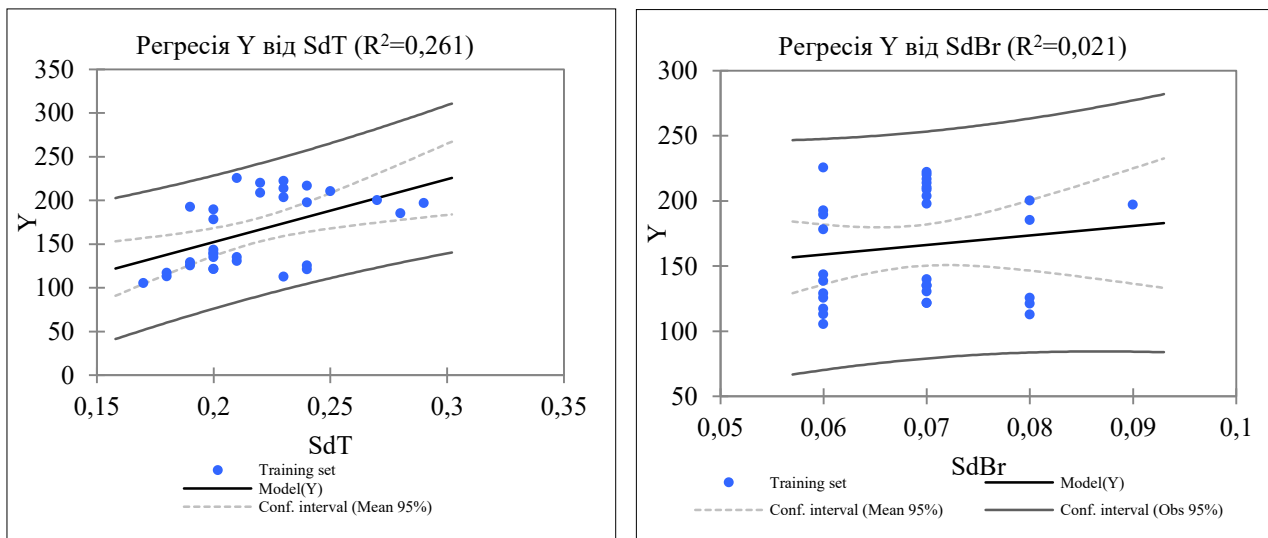 Регресія Y від SdT (R²=0,261)
350
300
250
200
150
100
50
0
Y
0,15 0,2 0,25 0,3 0,35
SdT
Training set
Model(Y)
Conf. interval (Mean 95%)
Регресія Y від SdBr (R²=0,021)
300
250
200
150
100
50
Y
0,05 0,06 0,07 0,08 0,09 0,1
SdBr
Training set Model(Y)
Conf. interval (Mean 95%) Conf. interval (Obs 95%)